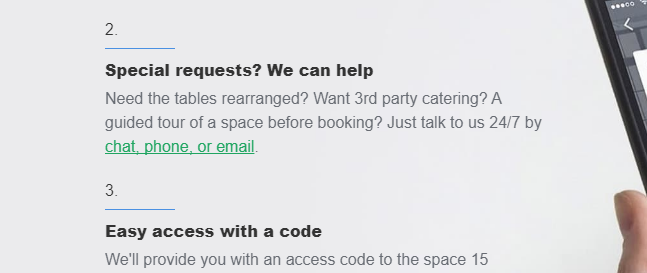 2.
Special requests? We can help
Need the tables rearranged? Want 3rd party catering? A
guided tour of a space before booking? Just talk to us 24/7 by
chat, phone, or email.
3.
Easy access with a code
We'll provide you with an access code to the space 15